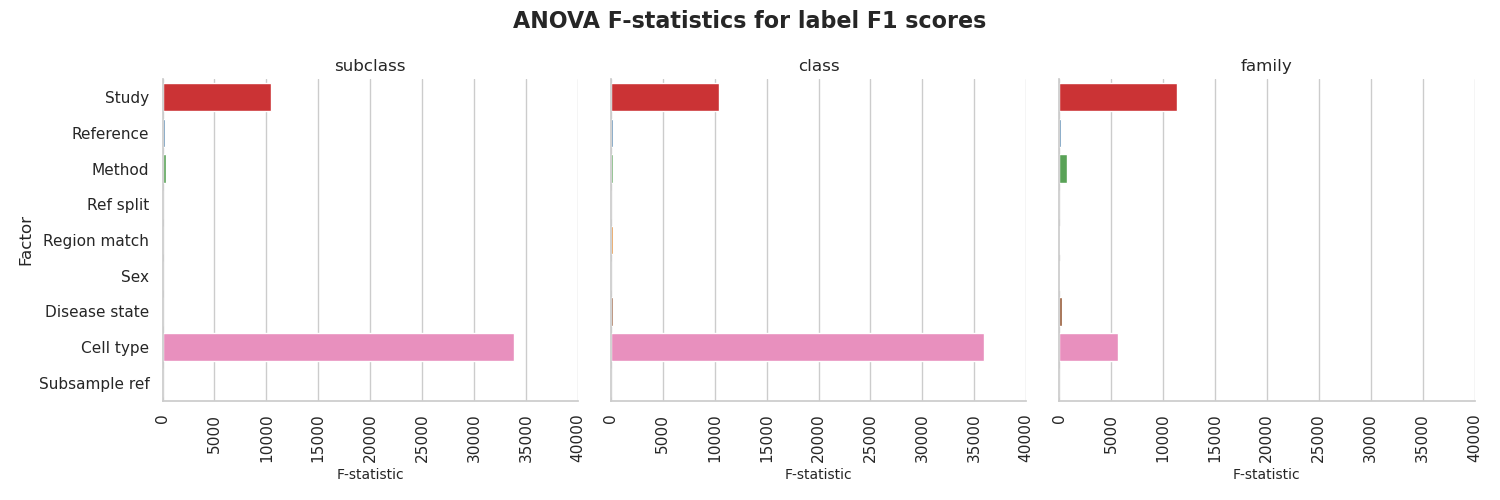 ANOVA F-statistics for label F1 scores
subclass
class
family
Factor
Study
Reference
Method
Ref split
Region match
Sex
Disease state
Cell type
Subsample ref
0 5000 10000 15000 20000 25000 30000 35000 40000
0 5000 10000 15000 20000 25000 30000 35000 40000
0 5000 10000 15000 20000 25000 30000 35000 40000
F-statistic
F-statistic
F-statistic